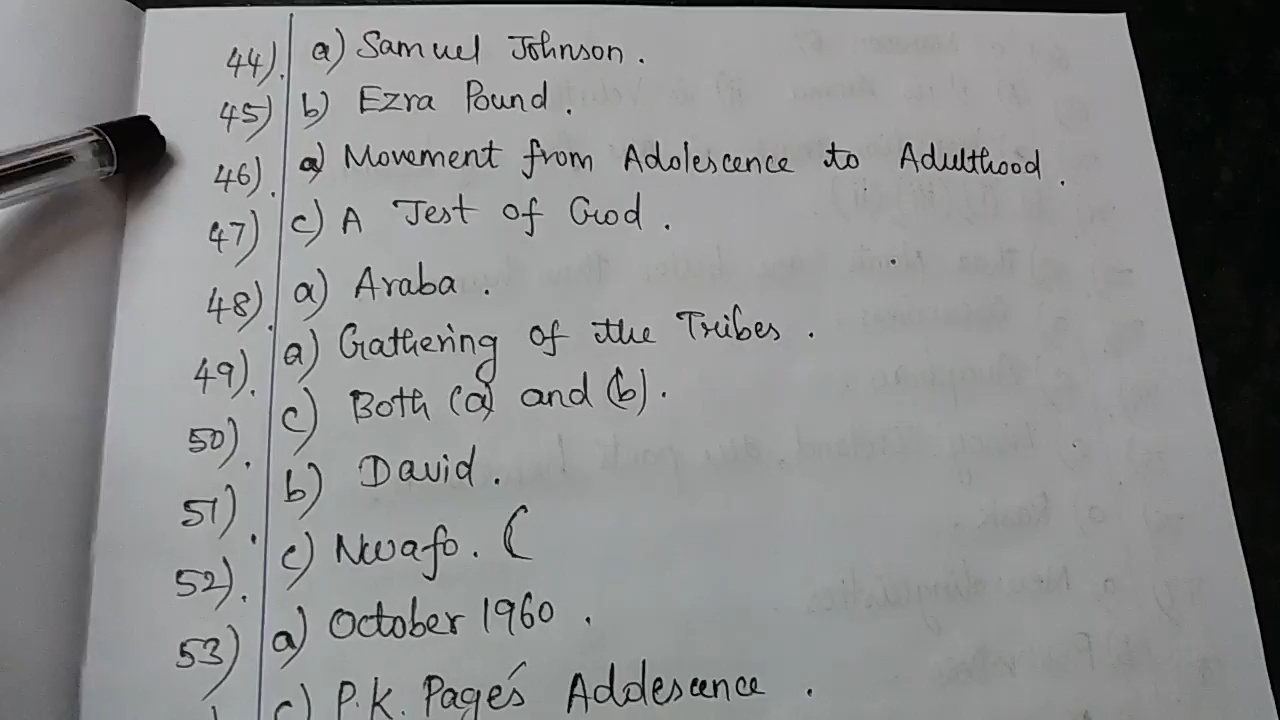 44). a) Samuel Johnson.
45) b) Ezra Pound.
46). a) Movement from Adolescence to Adulthood.
47) c) A Test of God.
48). a) Araba.
49). a) Gathering of the Tribes.
50). c) Both (a) and (b).
51). b) David.
52). c) Nwafo. (
53) a) October 1960.
c) P.K. Page's Adolescence.